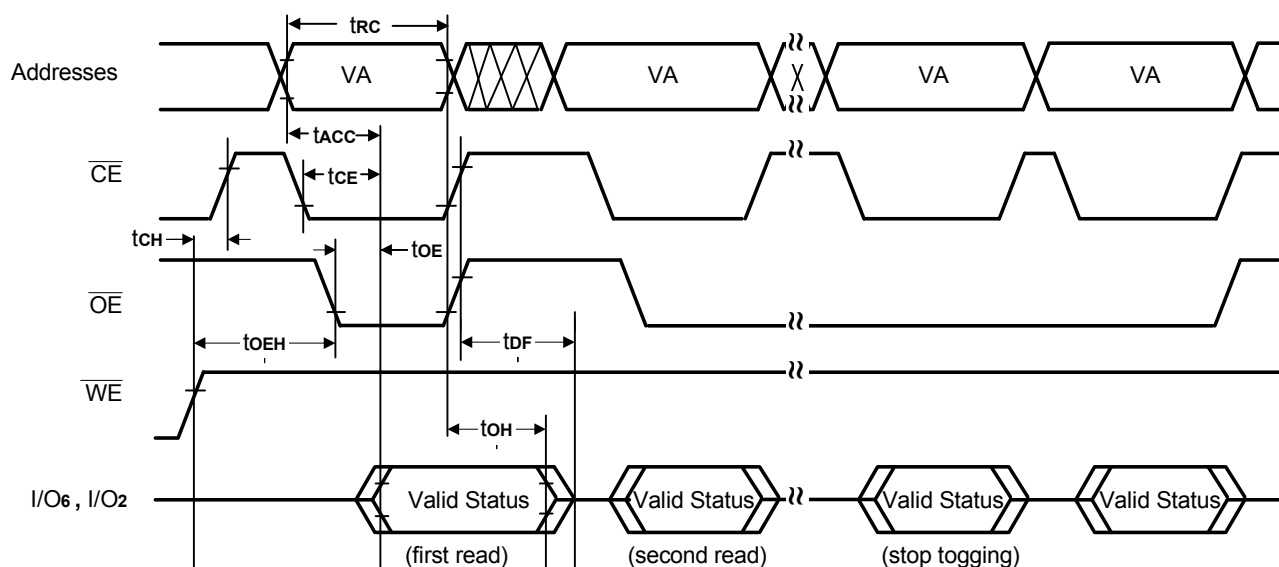 tRC
Addresses VA VA X VA VA
tACC
CE tCE
tCH tOE
OE
tOEH tDF
WE
tOH
I/O6 , I/O2 Valid Status Valid Status Valid Status Valid Status
(first read) (second read) (stop togging)